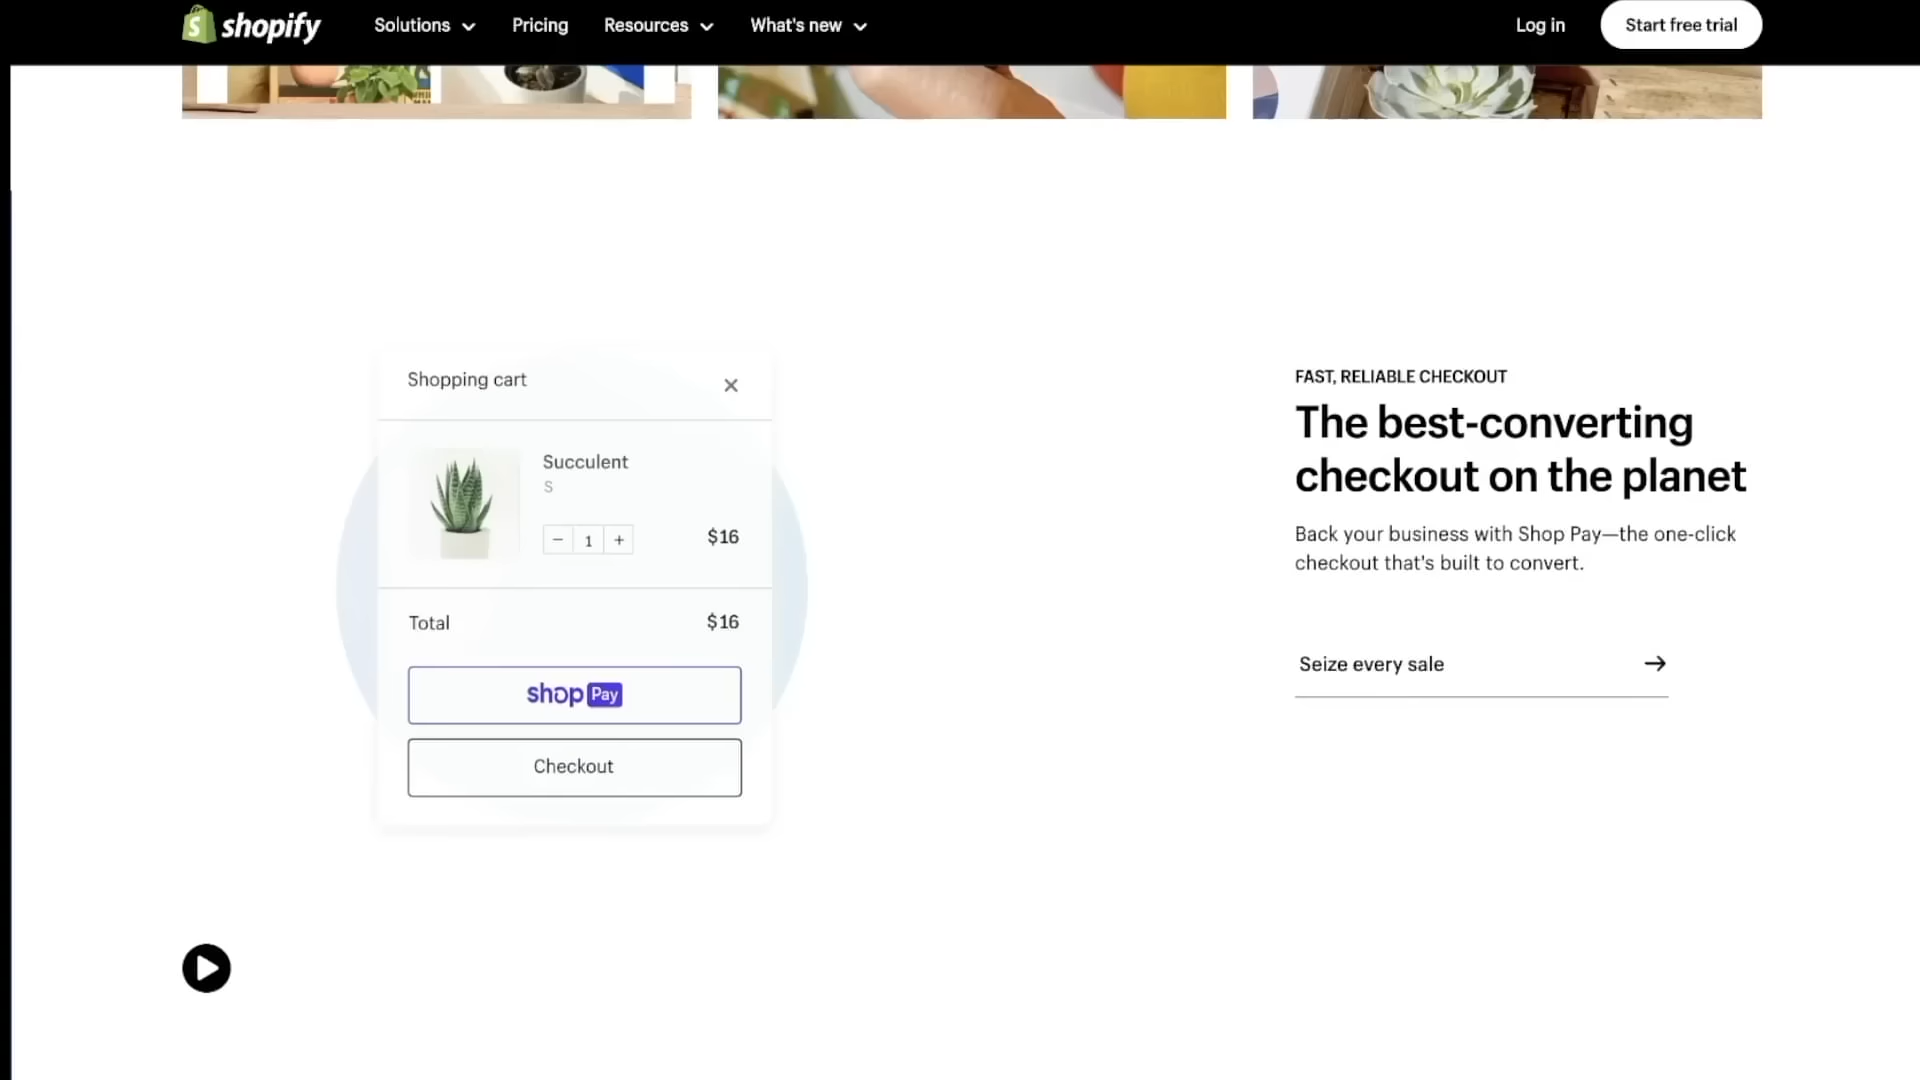 shopify
Solutions
Pricing
Resources
What's new
Log in
Start free trial
Shopping cart
Succulent
S
− 1 +
$16
Total
$16
shop Pay
Checkout
FAST, RELIABLE CHECKOUT
The best-converting
checkout on the planet
Back your business with Shop Pay—the one-click
checkout that's built to convert.
Seize every sale